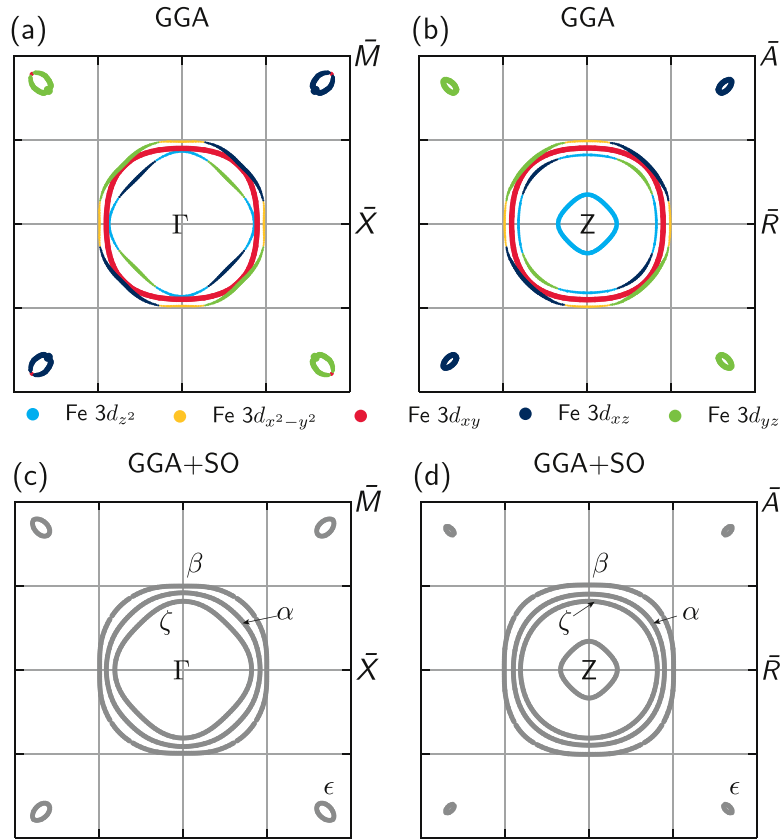 (a) GGA (b) GGA
M̄ Ā
Γ X̄ Z R̄
Fe 3d_{z²} Fe 3d_{x²−y²} Fe 3d_{xy} Fe 3d_{xz} Fe 3d_{yz}
(c) GGA+SO (d) GGA+SO
M̄ Ā
β β
ζ α ζ α
Γ X̄ Z R̄
ϵ ϵ